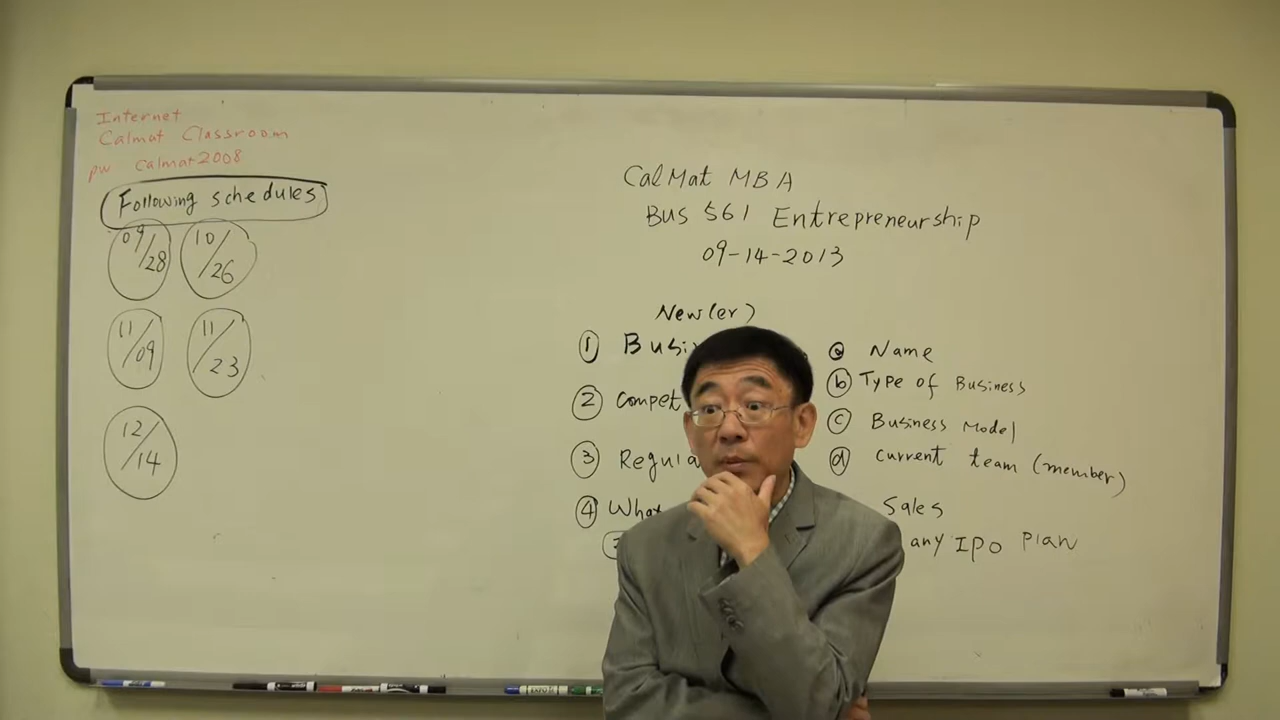 Internet
Calmat Classroom
pw Calmat2008
Following schedules
09/28 10/26
11/09 11/23
12/14
CalMat MBA
BUS 561 Entrepreneurship
09-14-2013
New(er)
① Busi
② Compet
③ Regula
④ What
ⓐ Name
ⓑ Type of Business
ⓒ Business Model
ⓓ Current team (member)
Sales
any IPO Plan